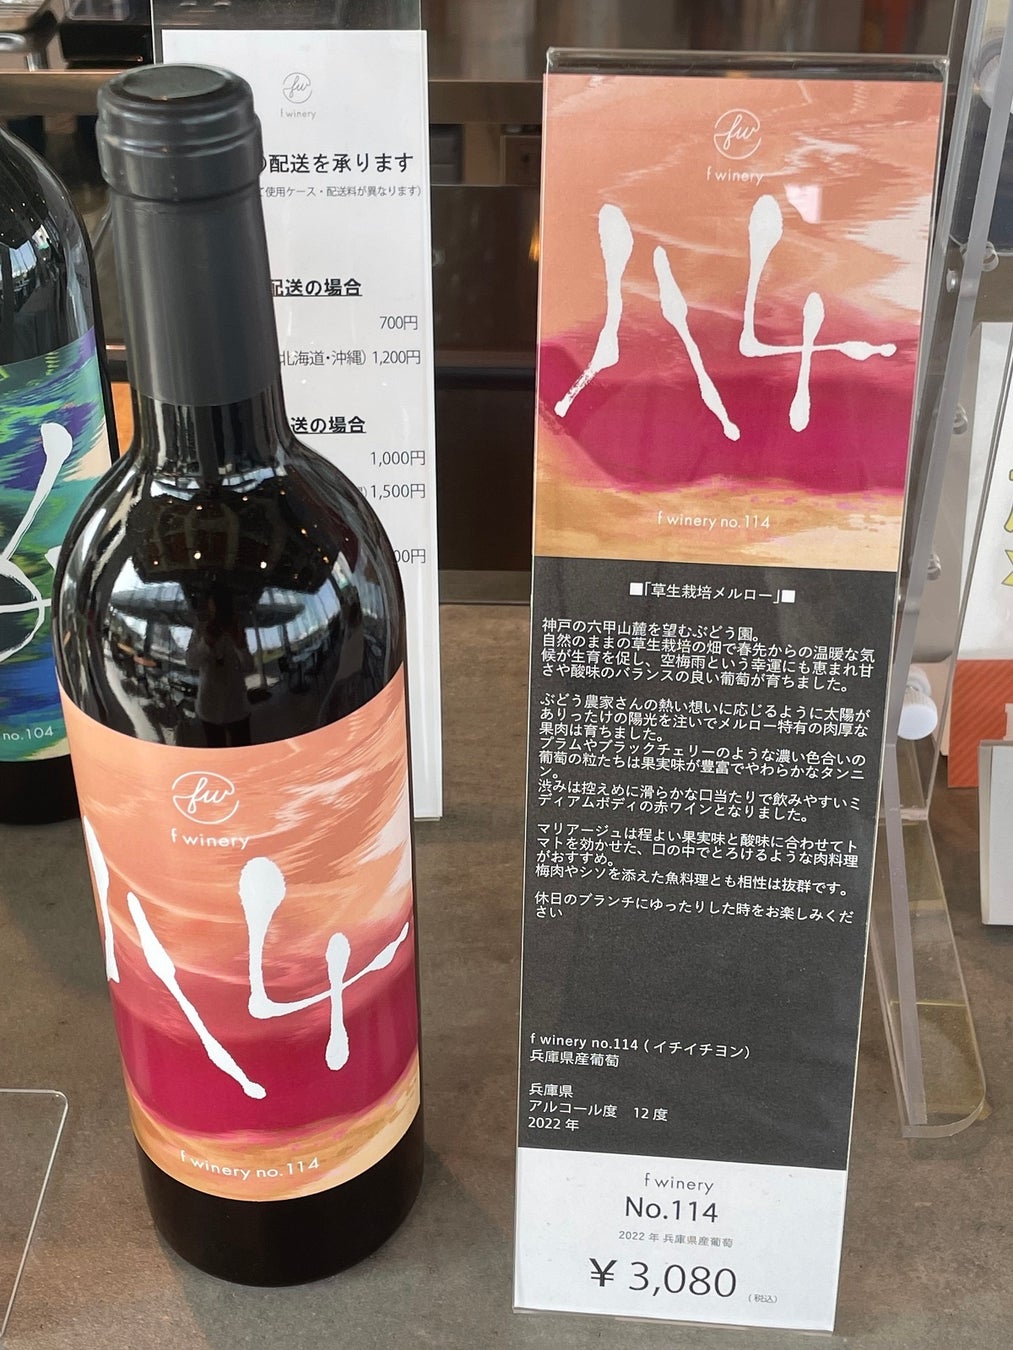 fw
f winery
の配送を承ります
使用ケース・配送料が異なります)
配送の場合
700円
北海道・沖縄) 1,200円
送の場合
1,000円
1,500円
00円
no.104
fw
f winery
114
f winery no.114
fw
f winery
114
f winery no.114
■「草生栽培メルロー」■
神戸の六甲山麓を望むぶどう園。
自然のままの草生栽培の畑で春先からの温暖な気
候が生育を促し、空梅雨という幸運にも恵まれ甘
さや酸味のバランスの良い葡萄が育ちました。
ぶどう農家さんの熱い想いに応じるように太陽が
ありったけの陽光を注いでメルロー特有の肉厚な
果肉は育ちました。
プラムやブラックチェリーのような濃い色合いの
葡萄の粒たちは果実味が豊富でやわらかなタンニ
ン。
渋みは控えめに滑らかな口当たりで飲みやすいミ
ディアムボディの赤ワインとなりました。
マリアージュは程よい果実味と酸味に合わせてト
マトを効かせた、口の中でとろけるような肉料理
がおすすめ。
梅肉やシソを添えた魚料理とも相性は抜群です。
休日のブランチにゆったりした時をお楽しみくだ
さい
f winery no.114 ( イチイチヨン)
兵庫県産葡萄
兵庫県
アルコール度　12 度
2022 年
f winery
No.114
2022 年 兵庫県産葡萄
¥ 3,080 (税込)